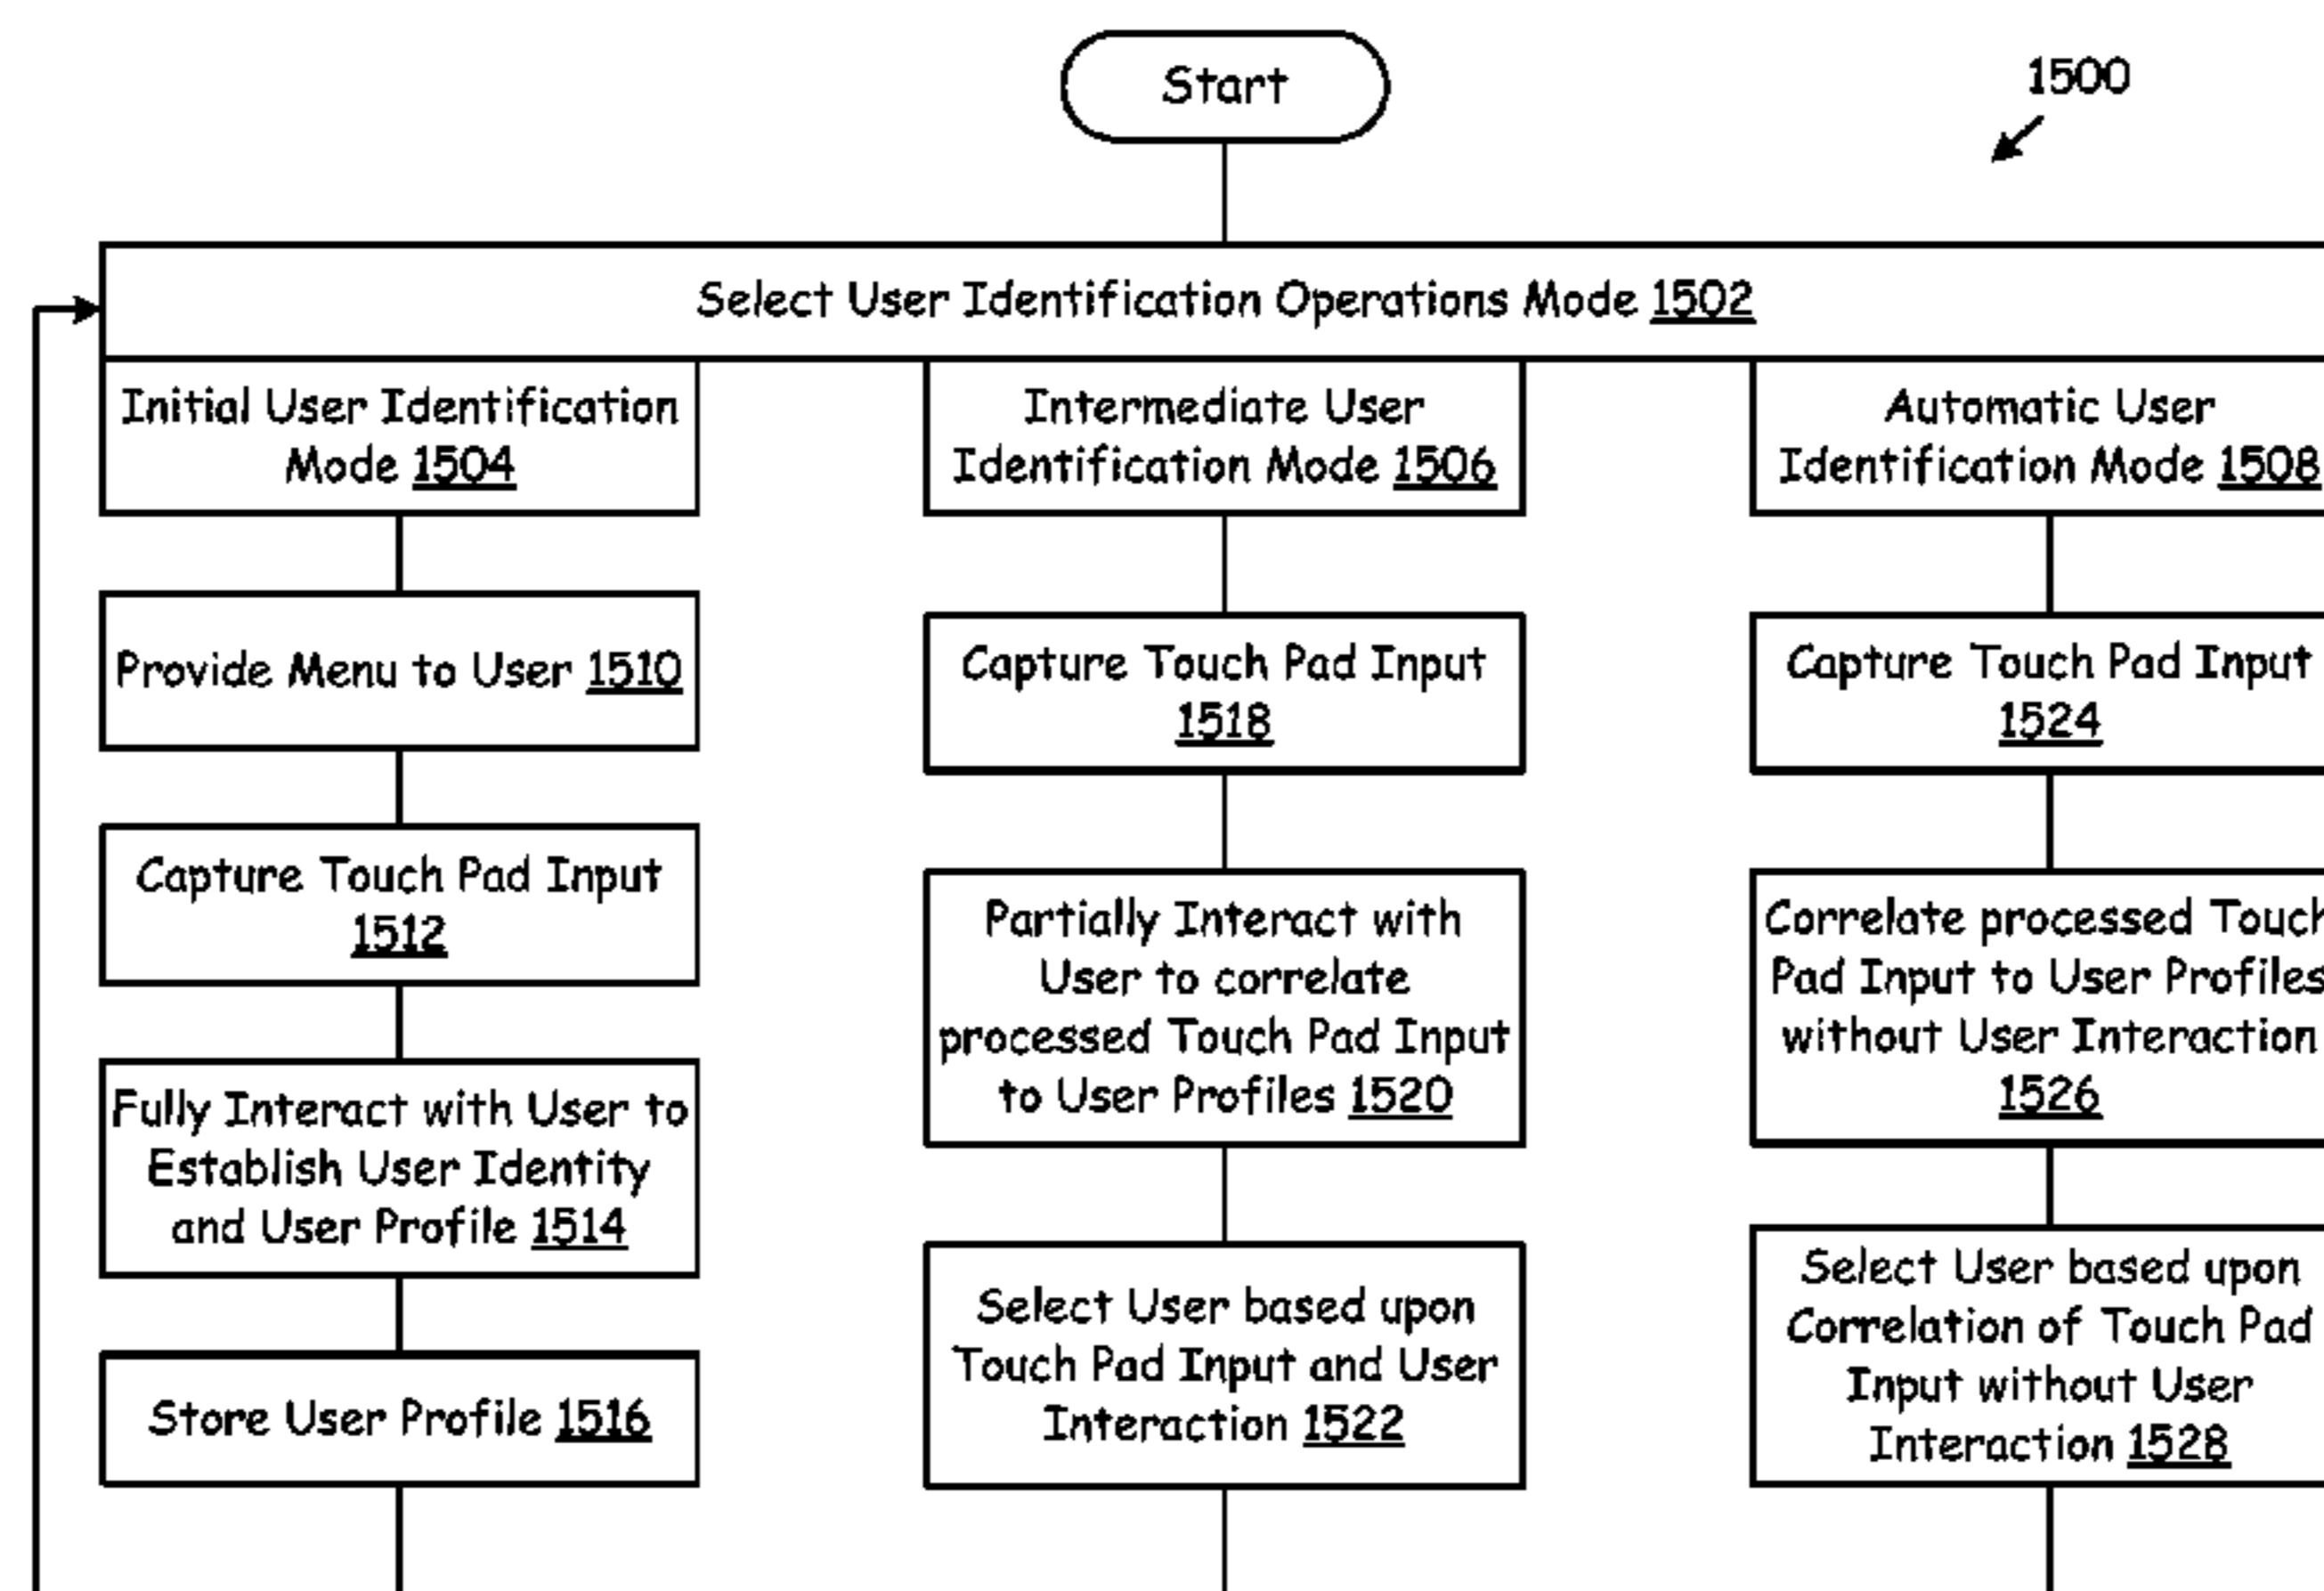 Start
1500
Select User Identification Operations Mode 1502
Initial User Identification
Mode 1504
Provide Menu to User 1510
Capture Touch Pad Input
1512
Fully Interact with User to
Establish User Identity
and User Profile 1514
Store User Profile 1516
Intermediate User
Identification Mode 1506
Capture Touch Pad Input
1518
Partially Interact with
User to correlate
processed Touch Pad Input
to User Profiles 1520
Select User based upon
Touch Pad Input and User
Interaction 1522
Automatic User
Identification Mode 1508
Capture Touch Pad Input
1524
Correlate processed Touch
Pad Input to User Profiles
without User Interaction
1526
Select User based upon
Correlation of Touch Pad
Input without User
Interaction 1528